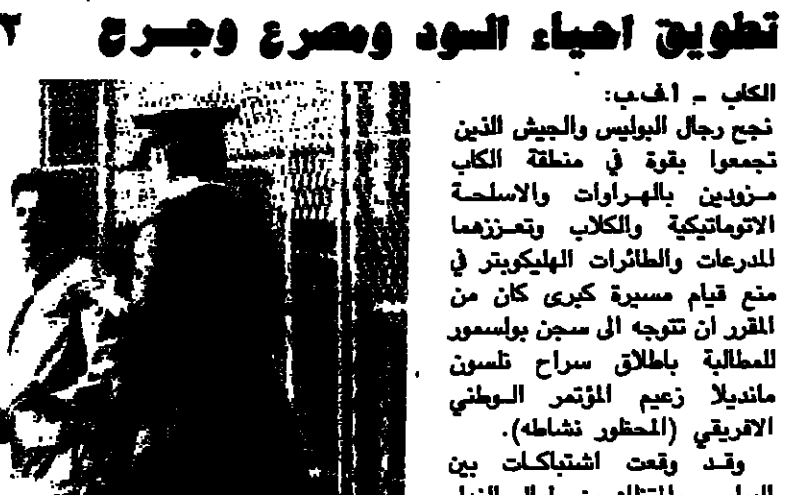 تطويق احياء السود ومصرع وجرح ٣
الكاب ـ أ.ف.ب:
نجح رجال البوليس والجيش الذين
تجمعوا بقوة في منطقة الكاب
مزودين بالهراوات والاسلحة
الاتوماتيكية والكلاب وتعززهما
المدرعات والطائرات الهليكوبتر في
منع قيام مسيرة كبرى كان من
المقرر ان تتوجه الى سجن بولسمور
للمطالبة باطلاق سراح نلسون
مانديلا زعيم المؤتمر الوطني
الافريقي (المحظور نشاطه).
وقد وقعت اشتباكات بين